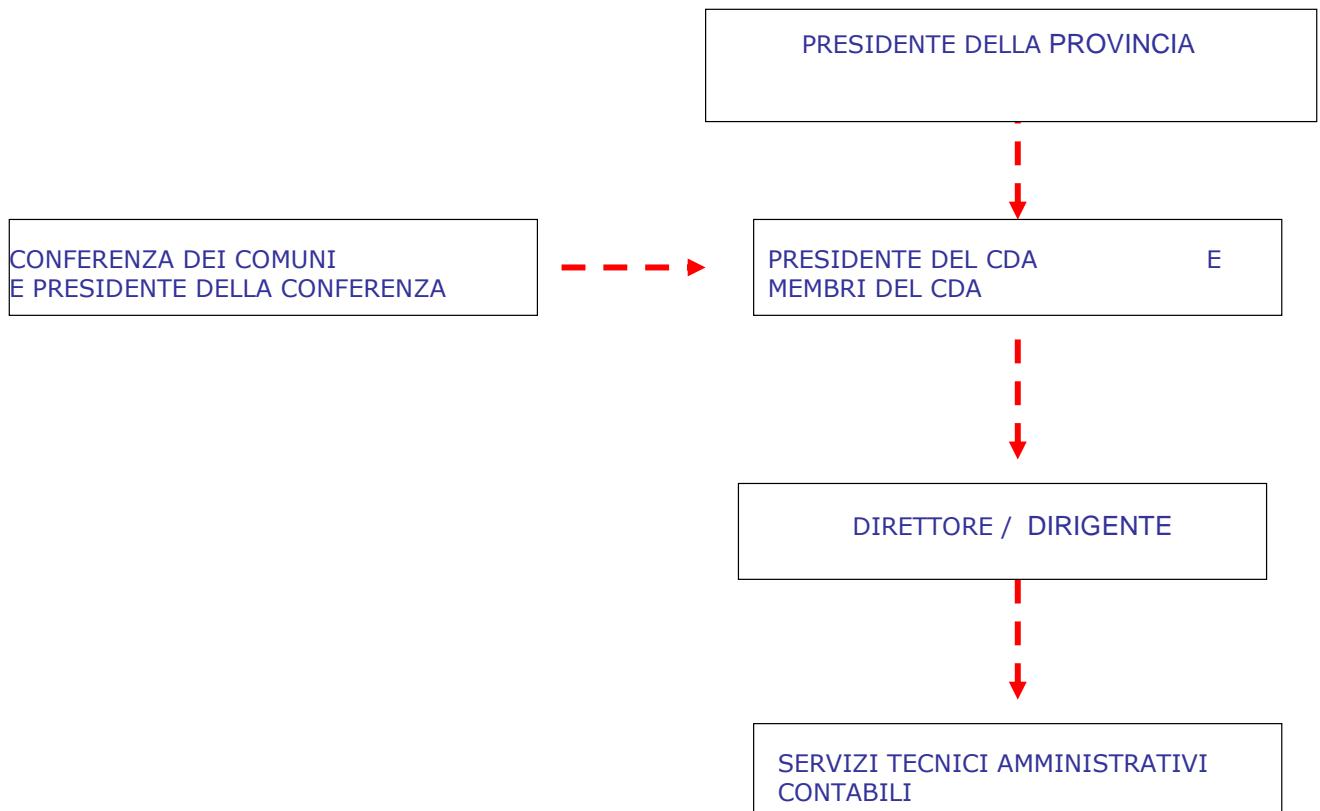 PRESIDENTE DELLA PROVINCIA
CONFERENZA DEI COMUNI
E PRESIDENTE DELLA CONFERENZA
PRESIDENTE DEL CDA E
MEMBRI DEL CDA
DIRETTORE / DIRIGENTE
SERVIZI TECNICI AMMINISTRATIVI
CONTABILI